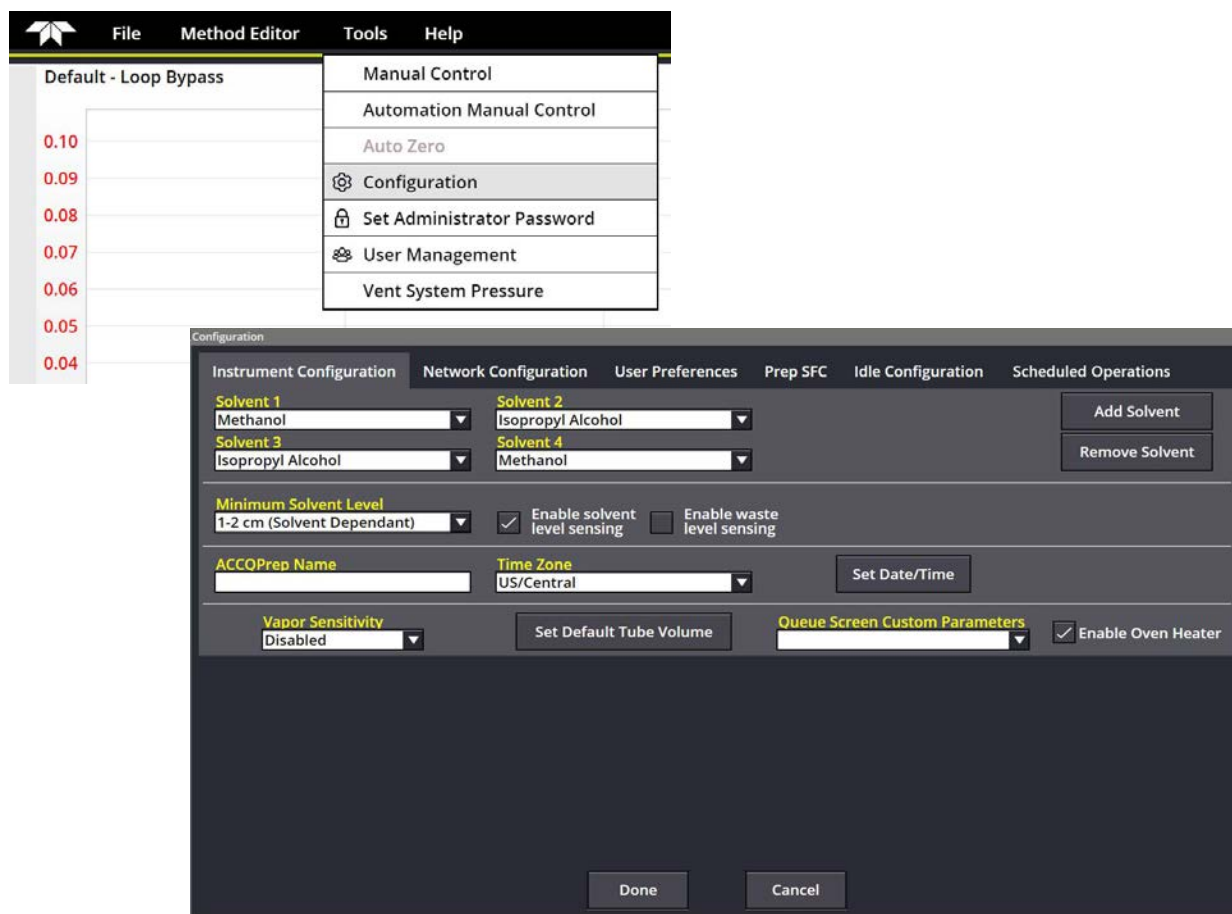 File Method Editor Tools Help
Default - Loop Bypass
Manual Control
Automation Manual Control
Auto Zero
Configuration
Set Administrator Password
User Management
Vent System Pressure
0.10
0.09
0.08
0.07
0.06
0.05
0.04
Configuration
Instrument Configuration Network Configuration User Preferences Prep SFC Idle Configuration Scheduled Operations
Solvent 1 Solvent 2
Methanol Isopropyl Alcohol Add Solvent
Solvent 3 Solvent 4
Isopropyl Alcohol Methanol Remove Solvent
Minimum Solvent Level
1-2 cm (Solvent Dependant)
Enable solvent
level sensing
Enable waste
level sensing
ACCQPrep Name Time Zone
US/Central Set Date/Time
Vapor Sensitivity
Disabled
Set Default Tube Volume
Queue Screen Custom Parameters
Enable Oven Heater
Done Cancel